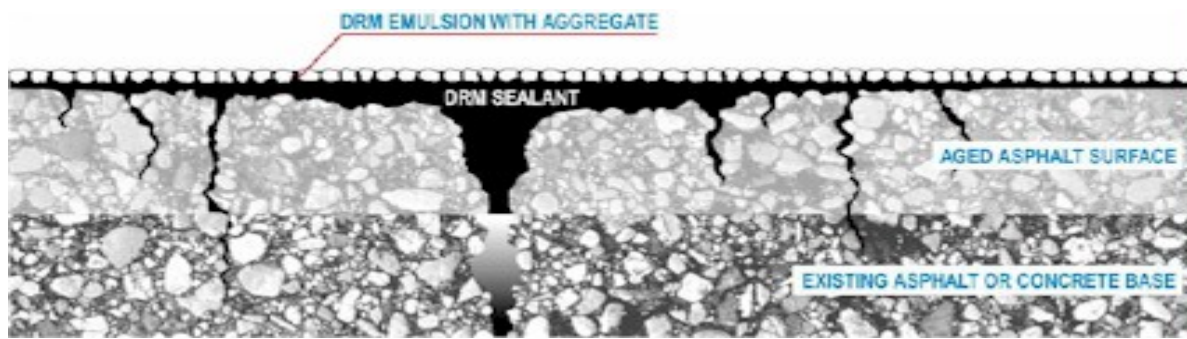 DRM EMULSION WITH AGGREGATE
DRM SEALANT
AGED ASPHALT SURFACE
EXISTING ASPHALT OR CONCRETE BASE